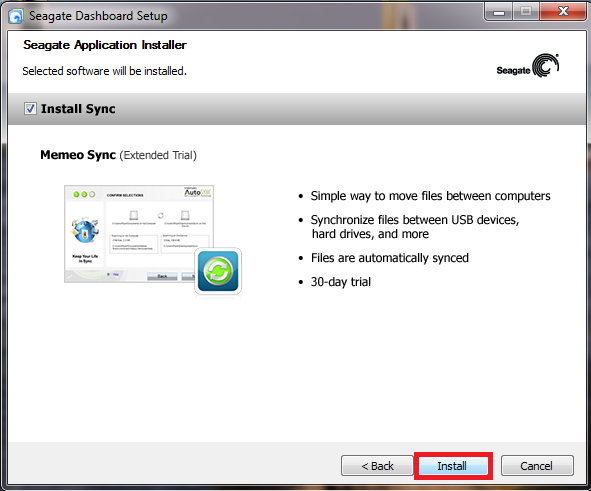 Seagate Dashboard Setup
Seagate Application Installer
Selected software will be installed.
Seagate
Install Sync
Memeo Sync (Extended Trial)
CONFIRM SELECTIONS
Auto
Keep Your Life
in Sync
Back
• Simple way to move files between computers
• Synchronize files between USB devices,
hard drives, and more
• Files are automatically synced
• 30-day trial
< Back
Install
Cancel